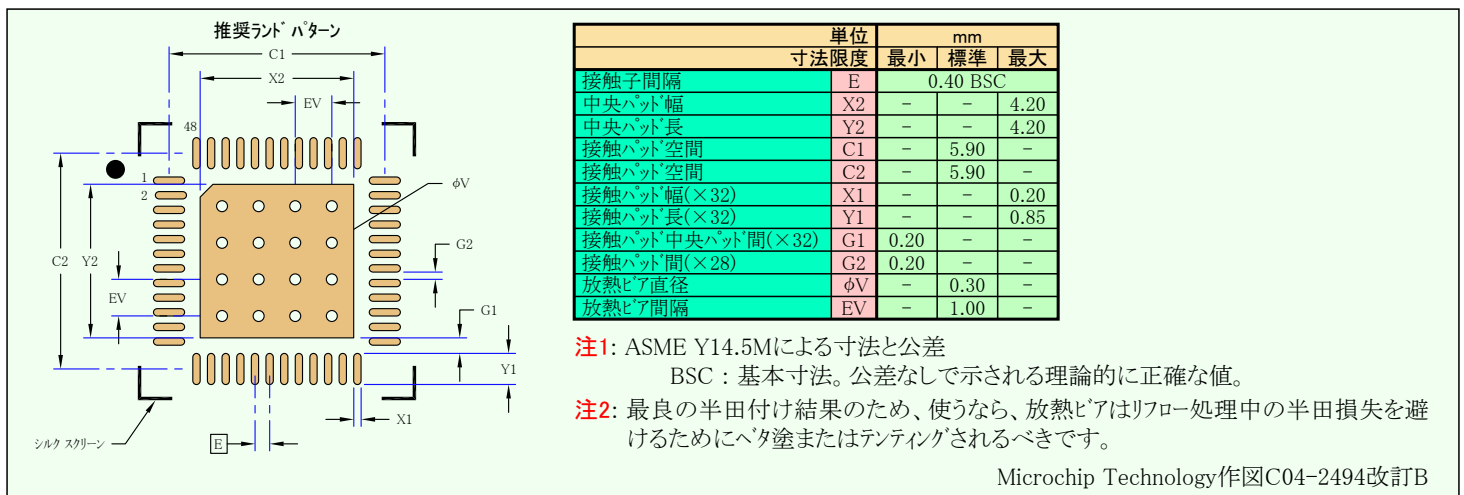 推奨ランド パターン
C1
X2
EV
48
1
2
φV
G2
C2
Y2
EV
G1
Y1
X1
E
シルク スクリーン
単位 mm
寸法限度 最小 標準 最大
接触子間隔 E 0.40 BSC
中央パッド幅 X2 - - 4.20
中央パッド長 Y2 - - 4.20
接触パッド空間 C1 - 5.90 -
接触パッド空間 C2 - 5.90 -
接触パッド幅(×32) X1 - - 0.20
接触パッド長(×32) Y1 - - 0.85
接触パッド中央パッド間(×32) G1 0.20 - -
接触パッド間(×28) G2 0.20 - -
放熱ビア直径 φV - 0.30 -
放熱ビア間隔 EV - 1.00 -
注1: ASME Y14.5Mによる寸法と公差
BSC : 基本寸法。公差なしで示される理論的に正確な値。
注2: 最良の半田付け結果のため、使うなら、放熱ビアはリフロー処理中の半田損失を避
けるためにベタ塗またはテンティングされるべきです。
Microchip Technology作図C04-2494改訂B